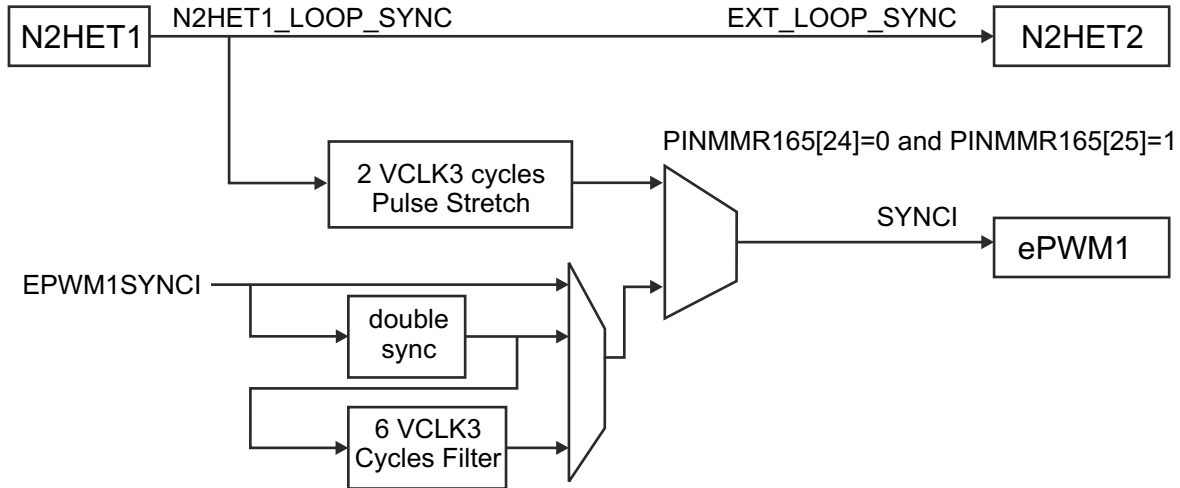 N2HET1_LOOP_SYNC
EXT_LOOP_SYNC
N2HET1
N2HET2
PINMMR165[24]=0 and PINMMR165[25]=1
2 VCLK3 cycles
Pulse Stretch
SYNCI
ePWM1
EPWM1SYNCI
double
sync
6 VCLK3
Cycles Filter